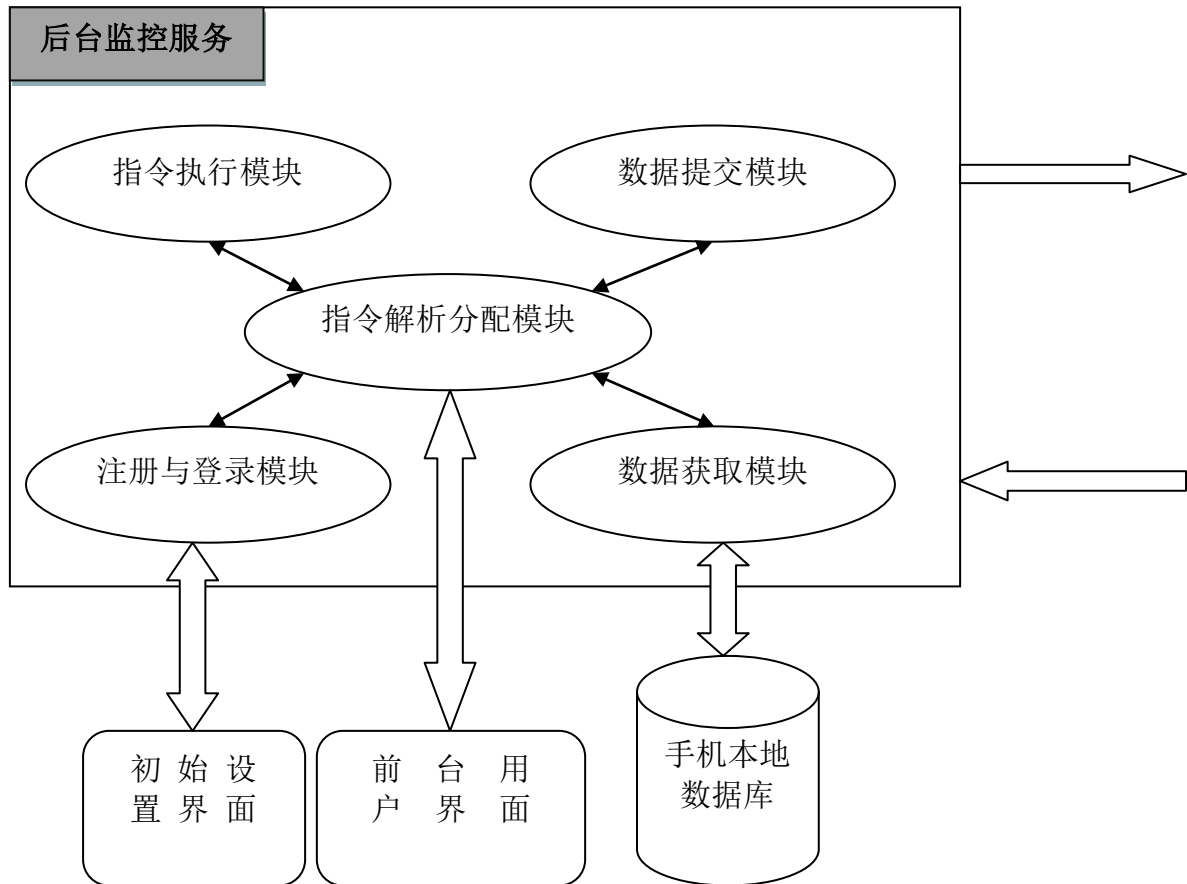 后台监控服务
指令执行模块
数据提交模块
指令解析分配模块
注册与登录模块
数据获取模块
初 始 设
置 界 面
前 台 用
户 界 面
手机本地
数据库